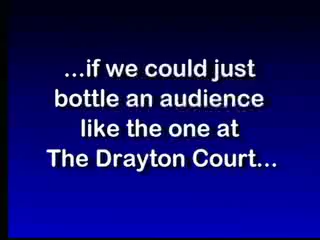 ...if we could just
bottle an audience
like the one at
The Drayton Court...